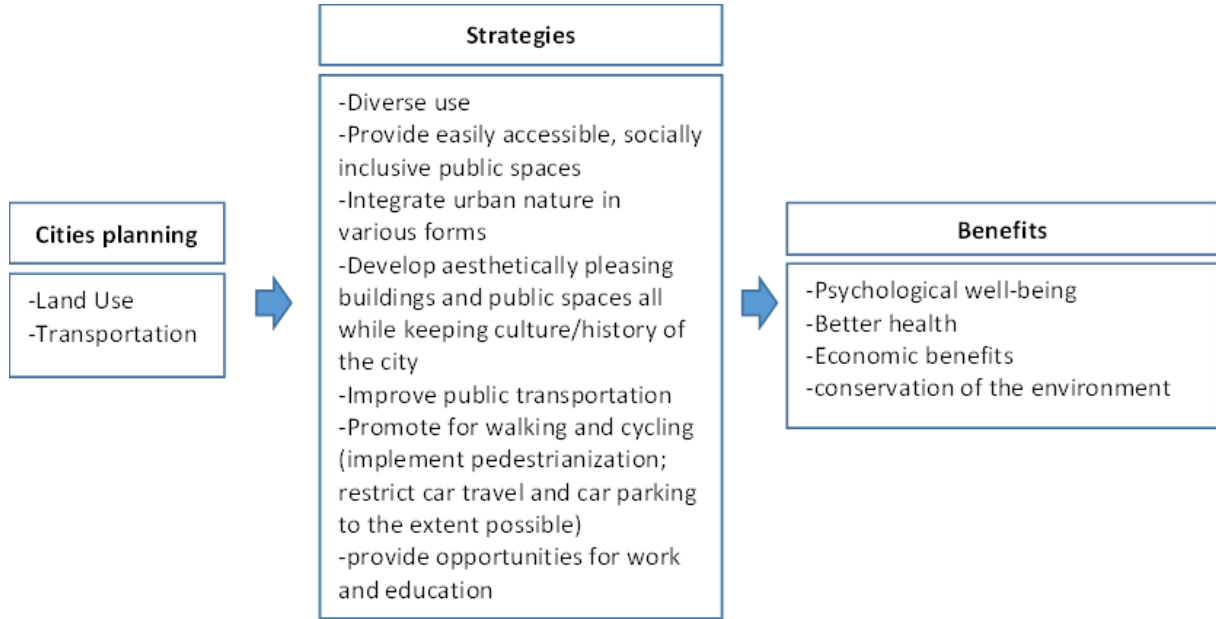 Cities planning
-Land Use
-Transportation
Strategies
-Diverse use
-Provide easily accessible, socially
inclusive public spaces
-Integrate urban nature in
various forms
-Develop aesthetically pleasing
buildings and public spaces all
while keeping culture/history of
the city
-Improve public transportation
-Promote for walking and cycling
(implement pedestrianization;
restrict car travel and car parking
to the extent possible)
-provide opportunities for work
and education
Benefits
-Psychological well-being
-Better health
-Economic benefits
-conservation of the environment